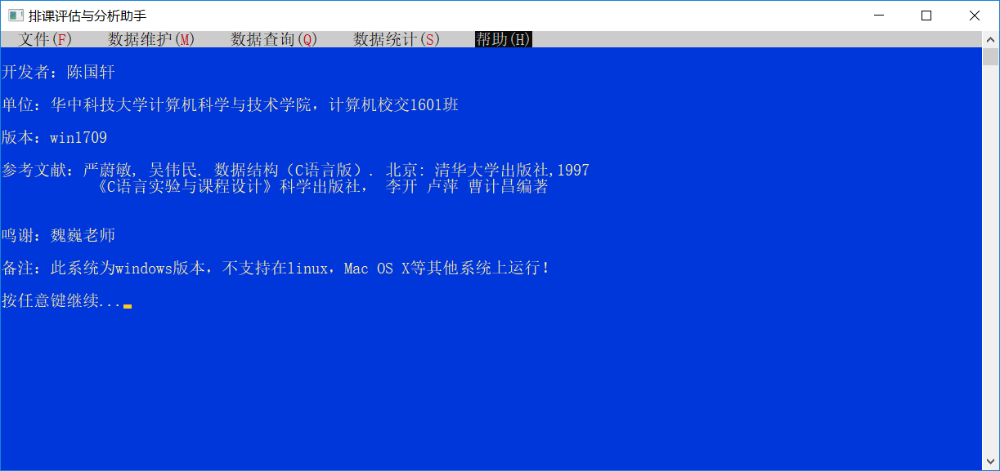 排课评估与分析助手
文件(F) 数据维护(M) 数据查询(Q) 数据统计(S) 帮助(H)
开发者：陈国轩
单位：华中科技大学计算机科学与技术学院，计算机校交1601班
版本：win1709
参考文献：严蔚敏, 吴伟民. 数据结构（C语言版）. 北京: 清华大学出版社,1997
《C语言实验与课程设计》科学出版社， 李开 卢萍 曹计昌编著
鸣谢：魏巍老师
备注：此系统为windows版本，不支持在linux，Mac OS X等其他系统上运行！
按任意键继续...